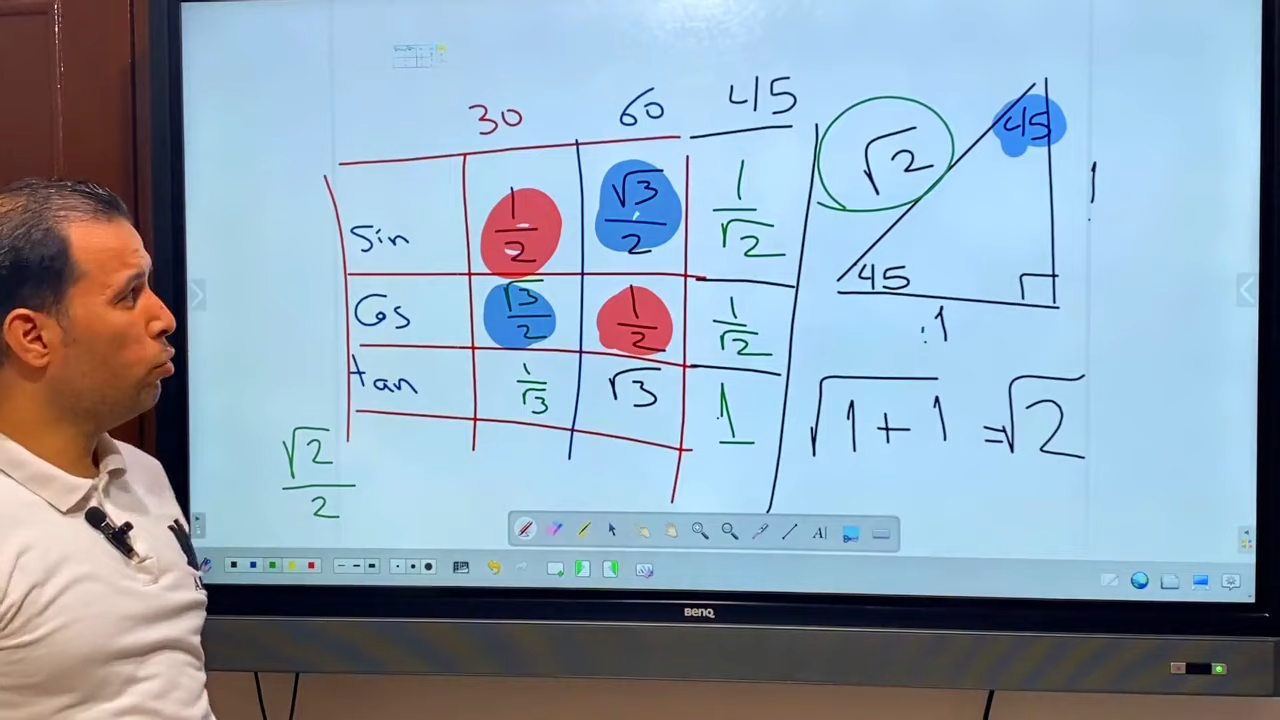 30 60 45
Sin 1/2 √3/2 1/√2
Cos √3/2 1/2 1/√2
tan 1/√3 √3 1
√2/2
√2
45
1
45
1
√1+1 = √2
A|
BenQ